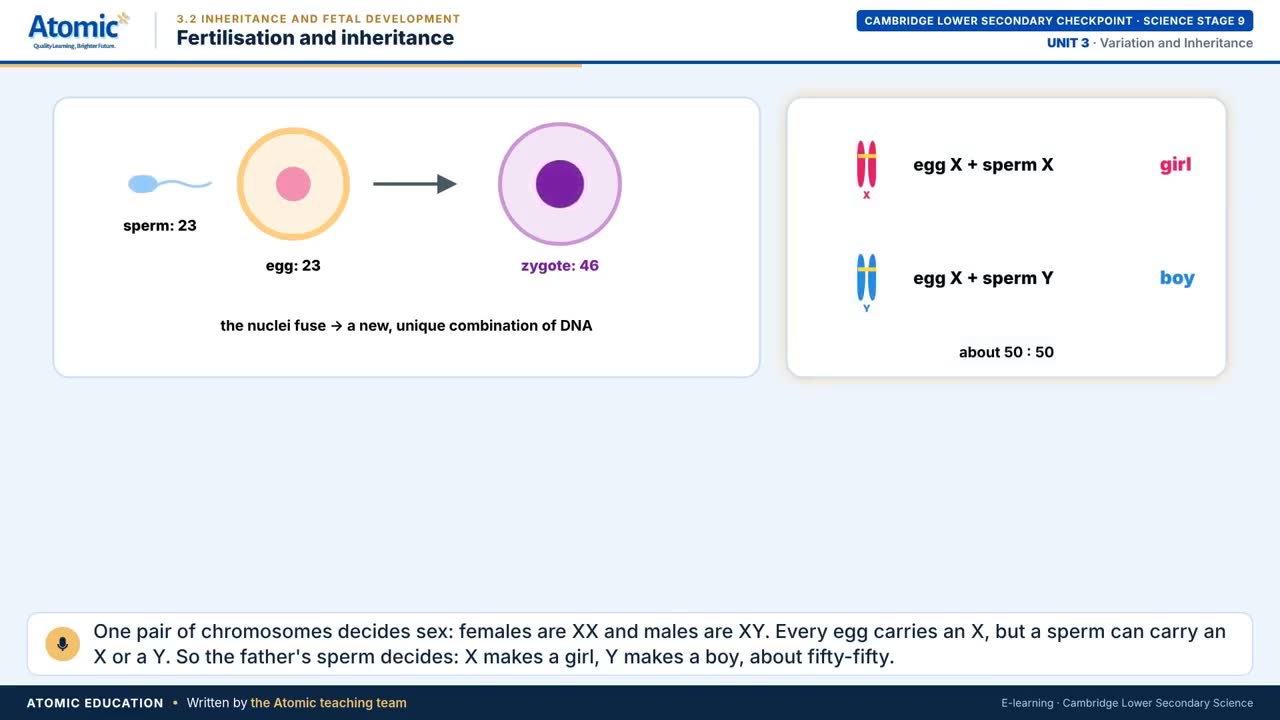 Atomic
Quality Learning, Brighter Future.
3.2 INHERITANCE AND FETAL DEVELOPMENT
Fertilisation and inheritance
CAMBRIDGE LOWER SECONDARY CHECKPOINT · SCIENCE STAGE 9
UNIT 3 · Variation and Inheritance
sperm: 23
egg: 23
zygote: 46
the nuclei fuse → a new, unique combination of DNA
X
egg X + sperm X
girl
Y
egg X + sperm Y
boy
about 50 : 50
One pair of chromosomes decides sex: females are XX and males are XY. Every egg carries an X, but a sperm can carry an
X or a Y. So the father's sperm decides: X makes a girl, Y makes a boy, about fifty-fifty.
ATOMIC EDUCATION • Written by the Atomic teaching team
E-learning · Cambridge Lower Secondary Science